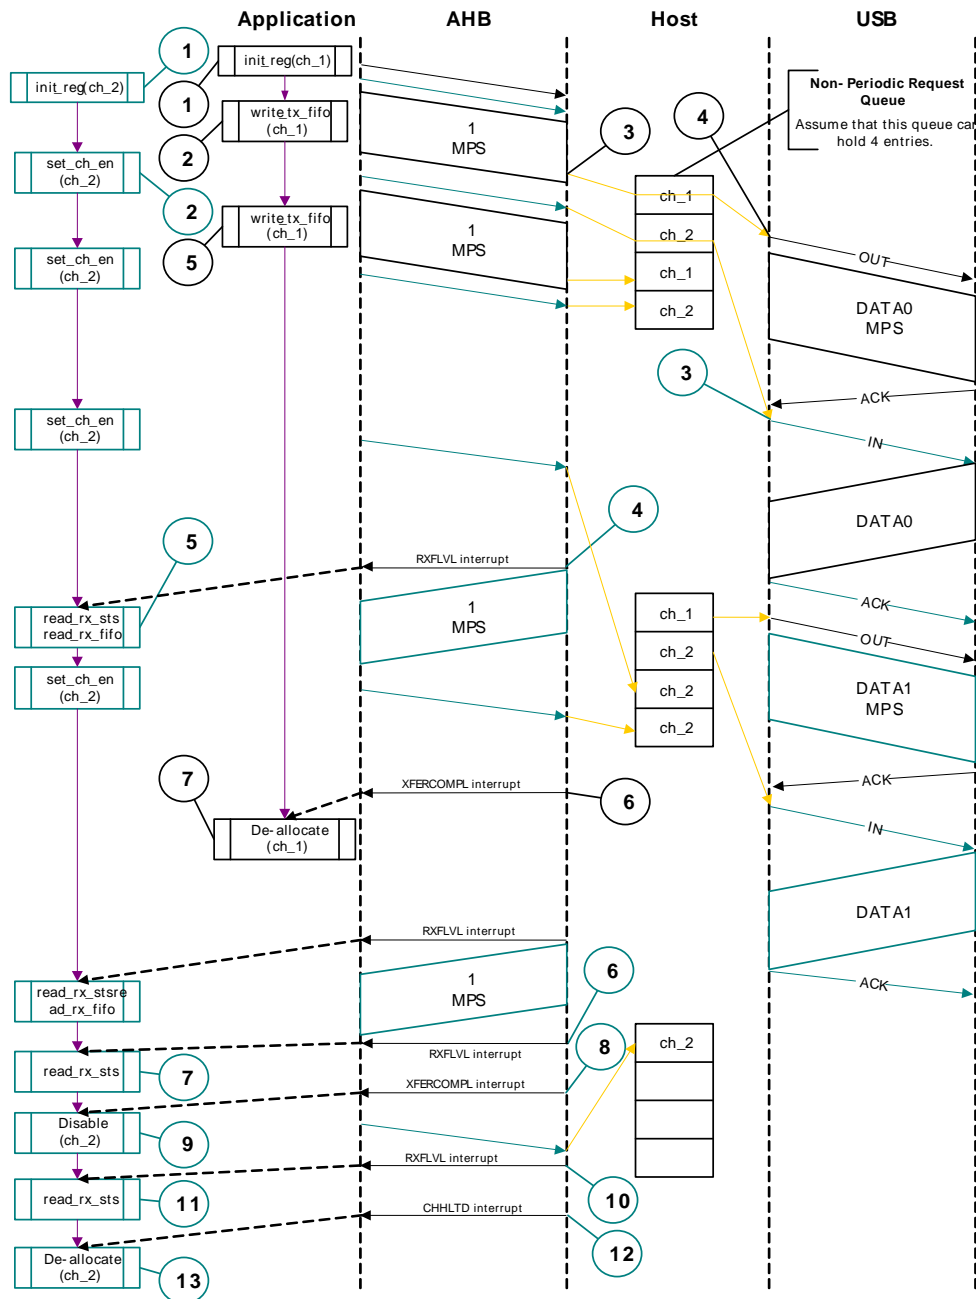 Application
AHB
Host
USB
1
init_reg(ch_2)
init_reg(ch_1)
1
Non- Periodic Request
Queue
Assume that this queue can
hold 4 entries.
write_tx_fifo
(ch_1)
2
1
MPS
3
4
set_ch_en
(ch_2)
2
ch_1
write_tx_fifo
(ch_1)
5
1
MPS
ch_2
set_ch_en
(ch_2)
OUT
ch_1
ch_2
DATA0
MPS
3
ACK
set_ch_en
(ch_2)
IN
4
DATA0
5
RXFLVL interrupt
1
MPS
read_rx_sts
read_rx_fifo
ACK
ch_1
OUT
ch_2
set_ch_en
(ch_2)
ch_2
DATA1
MPS
ch_2
7
XFERCOMPL interrupt
6
ACK
De-allocate
(ch_1)
IN
DATA1
RXFLVL interrupt
1
MPS
6
ACK
read_rx_stsre
ad_rx_fifo
8
ch_2
RXFLVL interrupt
read_rx_sts
7
XFERCOMPL interrupt
Disable
(ch_2)
9
RXFLVL interrupt
read_rx_sts
11
10
CHHLTD interrupt
12
De-allocate
(ch_2)
13